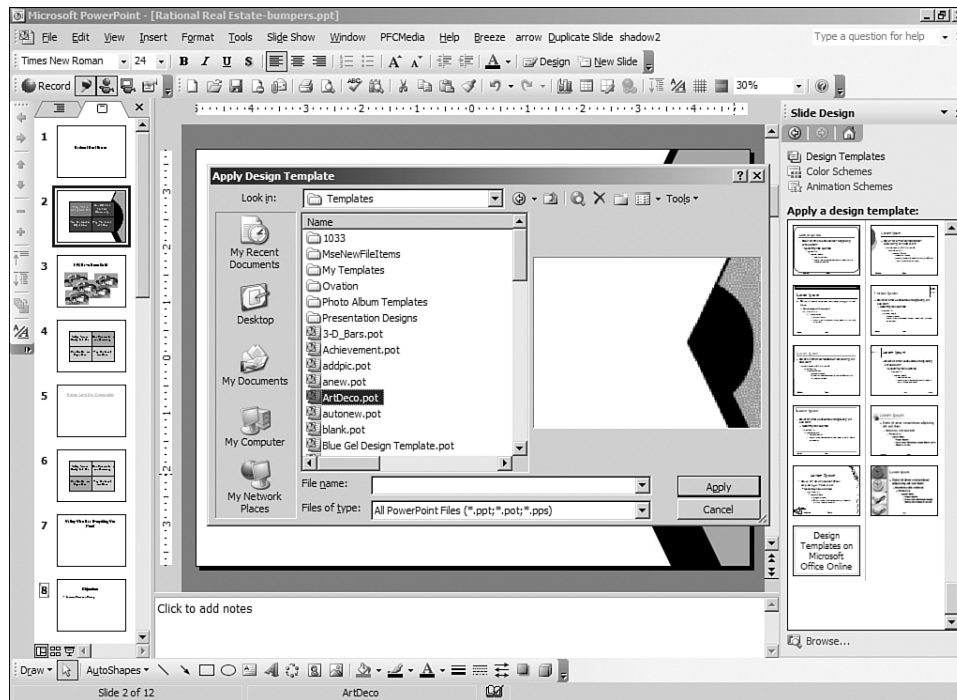 Microsoft PowerPoint - [Rational Real Estate-bumpers.ppt]
File Edit View Insert Format Tools Slide Show Window PFCMedia Help Breeze arrow Duplicate Slide shadow2 Type a question for help
Times New Roman 24 B I U S A A A Design New Slide
Record 30%
Slide Design
Design Templates
Color Schemes
Animation Schemes
Apply a design template:
1
2
3
4
5
6
7
8
Apply Design Template
Look in: Templates Tools
My Recent Documents
Desktop
My Documents
My Computer
My Network Places
Name
1033
MseNewFileItems
My Templates
Ovation
Photo Album Templates
Presentation Designs
3-D_Bars.pot
Achievement.pot
addpic.pot
anew.pot
ArtDeco.pot
autonew.pot
blank.pot
Blue Gel Design Template.pot
File name:
Files of type: All PowerPoint Files (*.ppt;*.pot;*.pps)
Apply
Cancel
Design
Templates on
Microsoft
Office Online
Browse...
Click to add notes
Draw AutoShapes A
Slide 2 of 12 ArtDeco